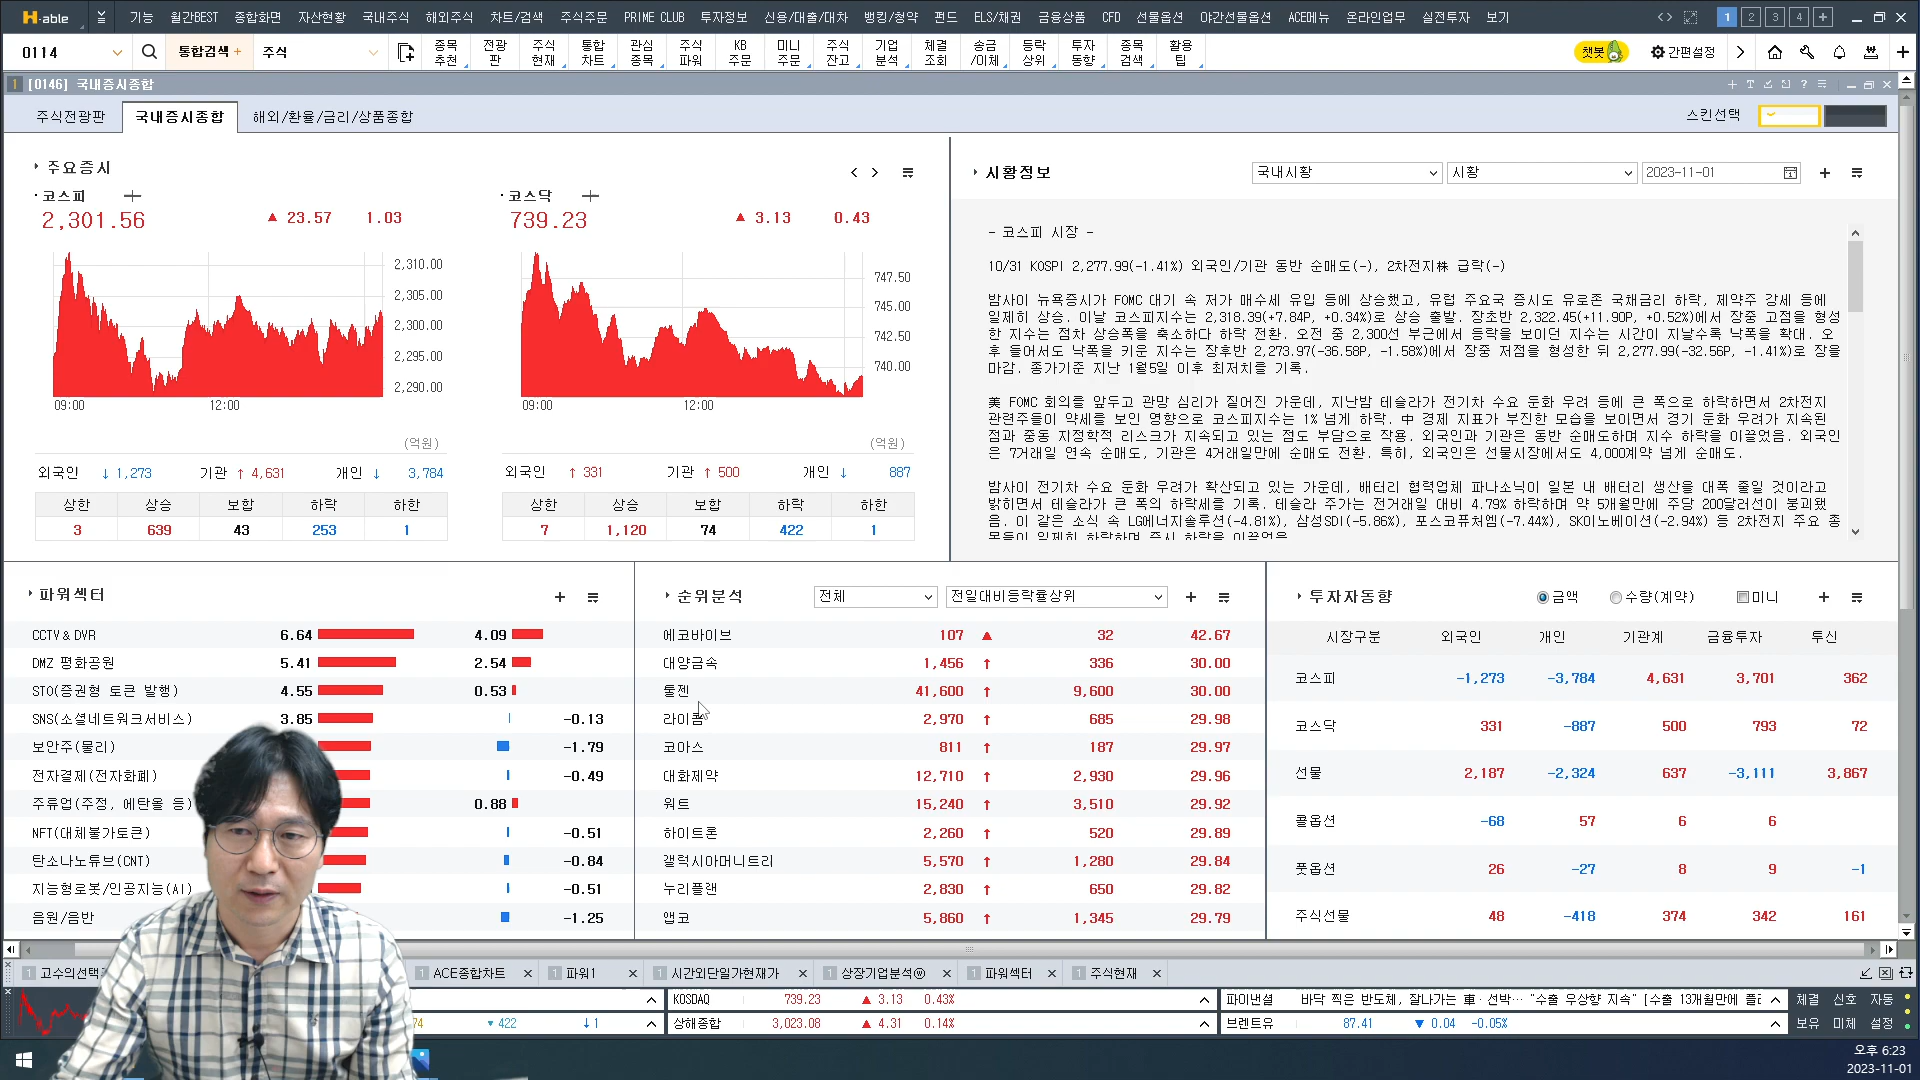 H-able 기능 월간BEST 종합화면 자산현황 국내주식 해외주식 차트/검색 주식주문 PRIME CLUB 투자정보 신용/대출/대차 뱅킹/청약 펀드 ELS/채권 금융상품 CFD 선물옵션 야간선물옵션 ACE메뉴 온라인업무 실전투자 보기 1 2 3 4
0114 통합검색 주식 종목추천 전광판 주식현재 통합차트 관심종목 주식파워 KB주문 미니주문 주식잔고 기업분석 체결조회 송금/이체 등락상위 투자동향 종목검색 활용팁 챗봇 간편설정
1 [0146] 국내증시종합
주식전광판 국내증시종합 해외/환율/금리/상품종합 스킨선택
주요증시
코스피 코스닥
2,301.56 ▲ 23.57 1.03 739.23 ▲ 3.13 0.43
2,310.00
2,305.00
2,300.00
2,295.00
2,290.00
09:00 12:00
747.50
745.00
742.50
740.00
09:00 12:00
(억원) (억원)
외국인 ↓ 1,273 기관 ↑ 4,631 개인 ↓ 3,784
상한 상승 보합 하락 하한
3 639 43 253 1
외국인 ↑ 331 기관 ↑ 500 개인 ↓ 887
상한 상승 보합 하락 하한
7 1,120 74 422 1
시황정보 국내시황 시황 2023-11-01
- 코스피 시장 -
10/31 KOSPI 2,277.99(-1.41%) 외국인/기관 동반 순매도(-), 2차전지株 급락(-)
밤사이 뉴욕증시가 FOMC 대기 속 저가 매수세 유입 등에 상승했고, 유럽 주요국 증시도 유로존 국채금리 하락, 제약주 강세 등에
일제히 상승. 이날 코스피지수는 2,318.39(+7.84P, +0.34%)로 상승 출발. 장초반 2,322.45(+11.90P, +0.52%)에서 장중 고점을 형성
한 지수는 점차 상승폭을 축소하다 하락 전환. 오전 중 2,300선 부근에서 등락을 보이던 지수는 시간이 지날수록 낙폭을 확대. 오
후 들어서도 낙폭을 키운 지수는 장후반 2,273.97(-36.58P, -1.58%)에서 장중 저점을 형성한 뒤 2,277.99(-32.56P, -1.41%)로 장을
마감. 종가기준 지난 1월5일 이후 최저치를 기록.
美 FOMC 회의를 앞두고 관망 심리가 짙어진 가운데, 지난밤 테슬라가 전기차 수요 둔화 우려 등에 큰 폭으로 하락하면서 2차전지
관련주들이 약세를 보인 영향으로 코스피지수는 1% 넘게 하락. 中 경제 지표가 부진한 모습을 보이면서 경기 둔화 우려가 지속된
점과 중동 지정학적 리스크가 지속되고 있는 점도 부담으로 작용. 외국인과 기관은 동반 순매도하며 지수 하락을 이끌었음. 외국인
은 7거래일 연속 순매도, 기관은 4거래일만에 순매도 전환. 특히, 외국인은 선물시장에서도 4,000계약 넘게 순매도.
밤사이 전기차 수요 둔화 우려가 확산되고 있는 가운데, 배터리 협력업체 파나소닉이 일본 내 배터리 생산을 대폭 줄일 것이라고
밝히면서 테슬라가 큰 폭의 하락세를 기록. 테슬라 주가는 전거래일 대비 4.79% 하락하며 약 5개월만에 주당 200달러선이 붕괴됐
음. 이 같은 소식 속 LG에너지솔루션(-4.81%), 삼성SDI(-5.86%), 포스코퓨처엠(-7.44%), SK이노베이션(-2.94%) 등 2차전지 주요 종
목들이 일제히 하락하며 증시 하락을 이끌었음
파워섹터
CCTV & DVR 6.64 4.09
DMZ 평화공원 5.41 2.54
STO(증권형 토큰 발행) 4.55 0.53
SNS(소셜네트워크서비스) 3.85 -0.13
보안주(물리) -1.79
전자결제(전자화폐) -0.49
주류업(주정, 에탄올 등) 0.88
NFT(대체불가토큰) -0.51
탄소나노튜브(CNT) -0.84
지능형로봇/인공지능(AI) -0.51
음원/음반 -1.25
순위분석 전체 전일대비등락률상위
에코바이브 107 ▲ 32 42.67
대양금속 1,456 ↑ 336 30.00
툴젠 41,600 ↑ 9,600 30.00
라이콤 2,970 ↑ 685 29.98
코아스 811 ↑ 187 29.97
대화제약 12,710 ↑ 2,930 29.96
워트 15,240 ↑ 3,510 29.92
하이트론 2,260 ↑ 520 29.89
갤럭시아머니트리 5,570 ↑ 1,280 29.84
누리플랜 2,830 ↑ 650 29.82
앱코 5,860 ↑ 1,345 29.79
투자자동향 금액 수량(계약) 미니
시장구분 외국인 개인 기관계 금융투자 투신
코스피 -1,273 -3,784 4,631 3,701 362
코스닥 331 -887 500 793 72
선물 2,187 -2,324 637 -3,111 3,867
콜옵션 -68 57 6 6
풋옵션 26 -27 8 9 -1
주식선물 48 -418 374 342 161
1 고수의선택 1 ACE종합차트 1 파워1 1 시간외단일가현재가 1 상장기업분석ⓦ 1 파워섹터 1 주식현재
KOSDAQ 739.23 ▲ 3.13 0.43% 파이낸셜 바닥 찍은 반도체, 잘나가는 車·선박… "수출 우상향 지속" [수출 13개월만에 플러 체결 신호 자동
74 ▼ 422 ↓ 1 상해종합 3,023.08 ▲ 4.31 0.14% 브렌트유 87.41 ▼ 0.04 -0.05% 보유 미체 설정
오후 6:23
2023-11-01